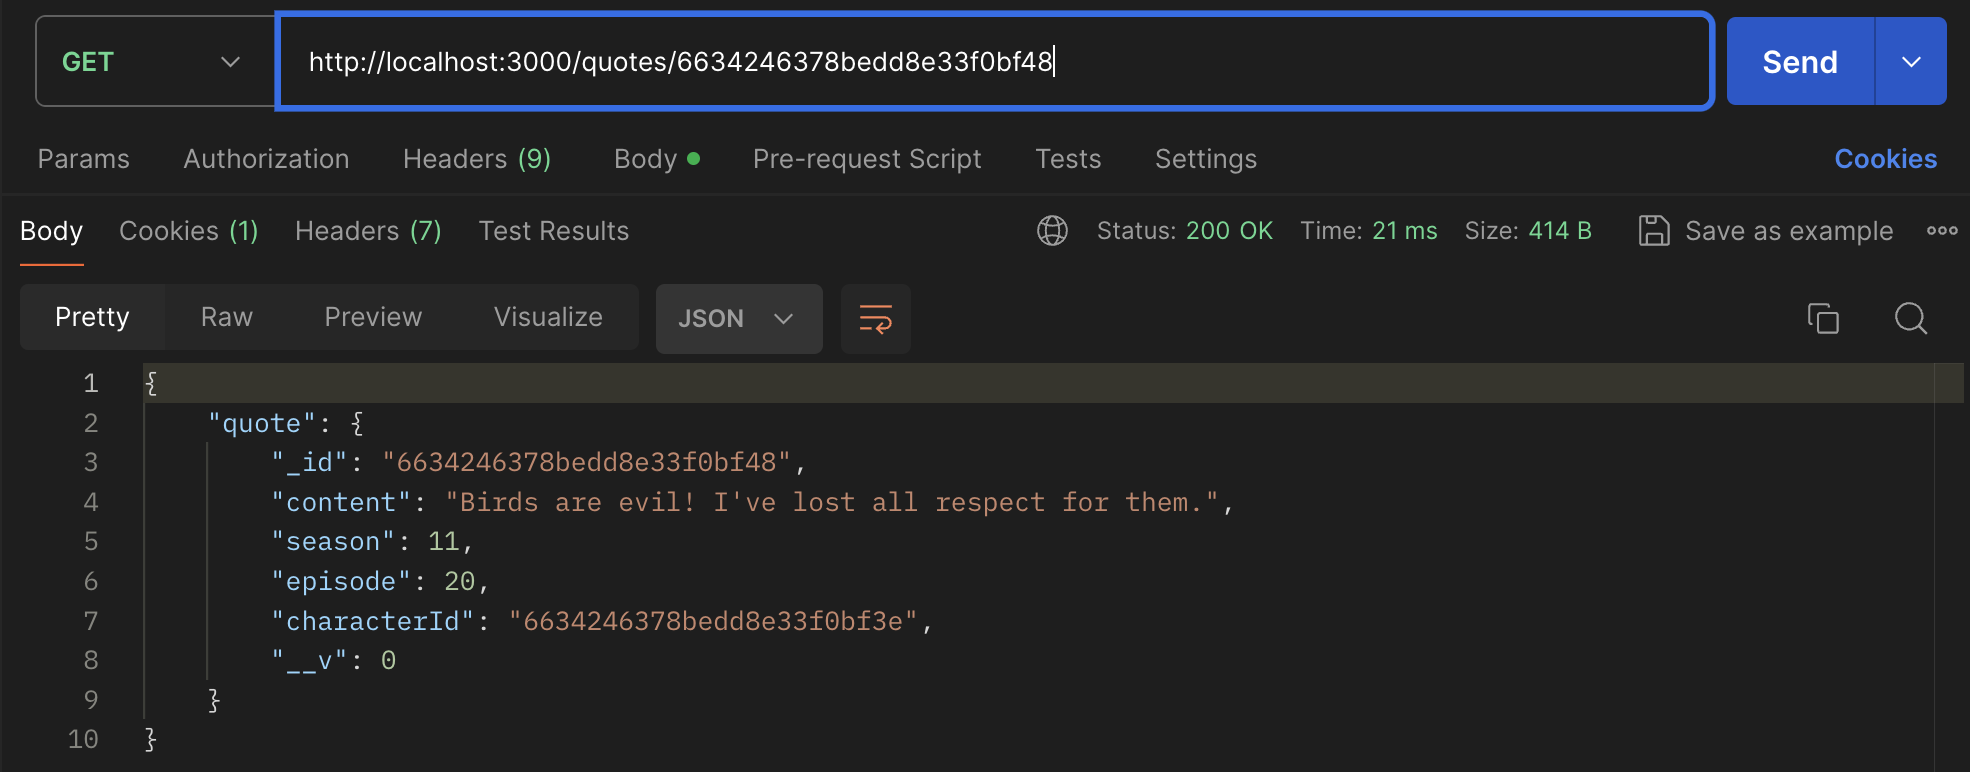 GET http://localhost:3000/quotes/6634246378bedd8e33f0bf48 Send
Params Authorization Headers (9) Body Pre-request Script Tests Settings Cookies
Body Cookies (1) Headers (7) Test Results Status: 200 OK Time: 21 ms Size: 414 B Save as example
Pretty Raw Preview Visualize JSON
1 {
2 "quote": {
3 "_id": "6634246378bedd8e33f0bf48",
4 "content": "Birds are evil! I've lost all respect for them.",
5 "season": 11,
6 "episode": 20,
7 "characterId": "6634246378bedd8e33f0bf3e",
8 "__v": 0
9 }
10 }